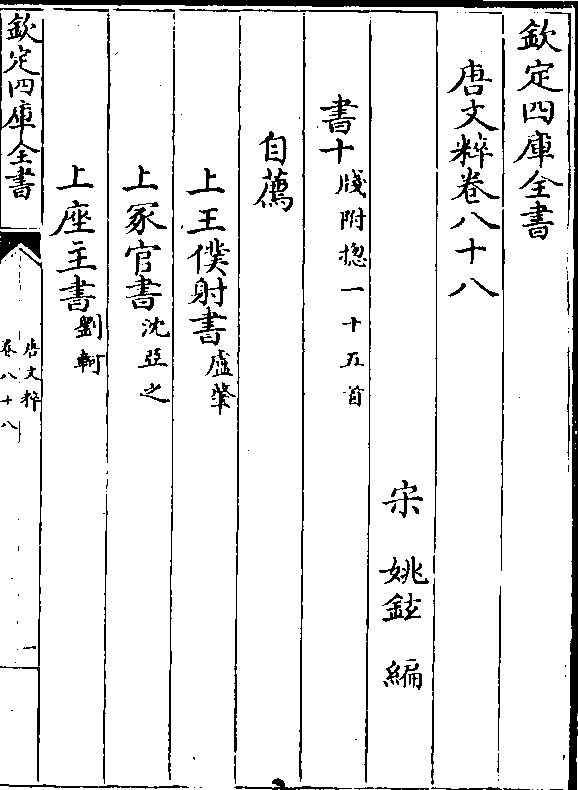 欽定四庫全書
唐文粹卷八十八
宋 姚鉉 編
書十牋附揔一十五首
自薦
上王僕射書盧肇
上冢官書沈亞之
上座主書劉軻
欽定四庫全書
唐文粹
卷八十八
一